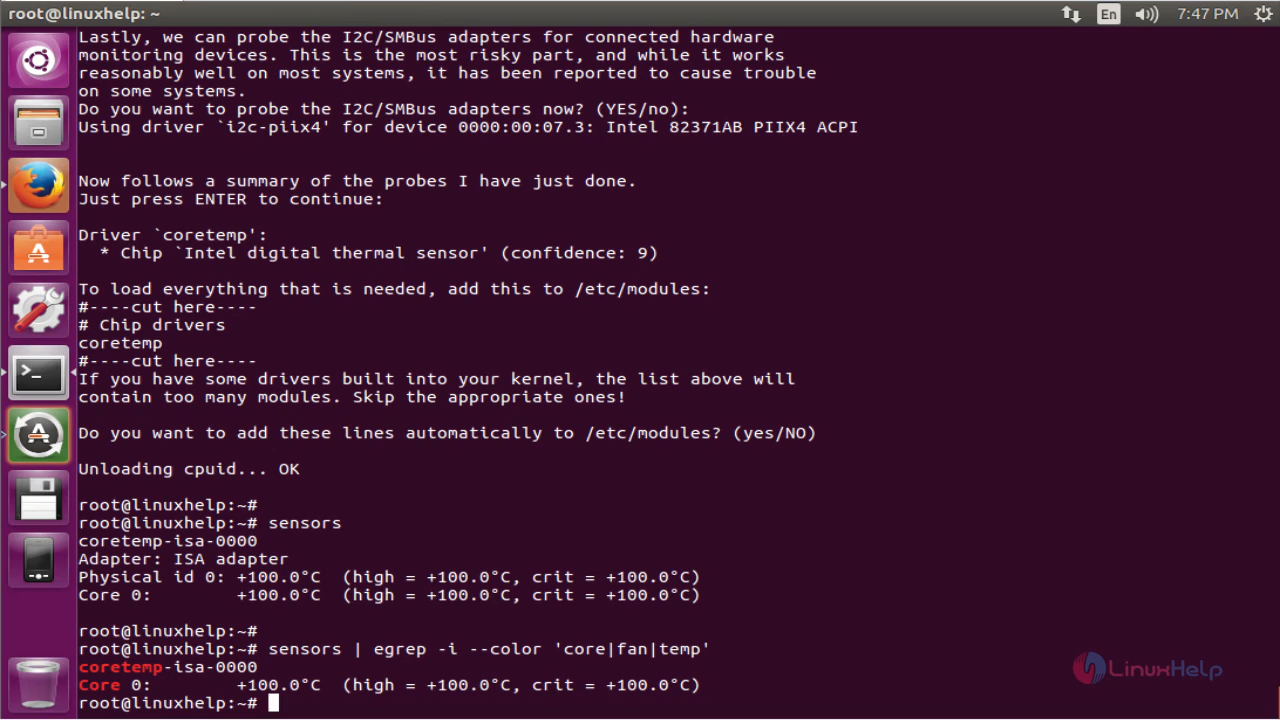 root@linuxhelp: ~
En
7:47 PM
Lastly, we can probe the I2C/SMBus adapters for connected hardware
monitoring devices. This is the most risky part, and while it works
reasonably well on most systems, it has been reported to cause trouble
on some systems.
Do you want to probe the I2C/SMBus adapters now? (YES/no):
Using driver `i2c-piix4' for device 0000:00:07.3: Intel 82371AB PIIX4 ACPI
Now follows a summary of the probes I have just done.
Just press ENTER to continue:
Driver `coretemp':
  * Chip `Intel digital thermal sensor' (confidence: 9)
To load everything that is needed, add this to /etc/modules:
#----cut here----
# Chip drivers
coretemp
#----cut here----
If you have some drivers built into your kernel, the list above will
contain too many modules. Skip the appropriate ones!
Do you want to add these lines automatically to /etc/modules? (yes/NO)
Unloading cpuid... OK
root@linuxhelp:~#
root@linuxhelp:~# sensors
coretemp-isa-0000
Adapter: ISA adapter
Physical id 0: +100.0°C  (high = +100.0°C, crit = +100.0°C)
Core 0:        +100.0°C  (high = +100.0°C, crit = +100.0°C)
root@linuxhelp:~#
root@linuxhelp:~# sensors | egrep -i --color 'core|fan|temp'
coretemp-isa-0000
Core 0:        +100.0°C  (high = +100.0°C, crit = +100.0°C)
root@linuxhelp:~#
LinuxHelp